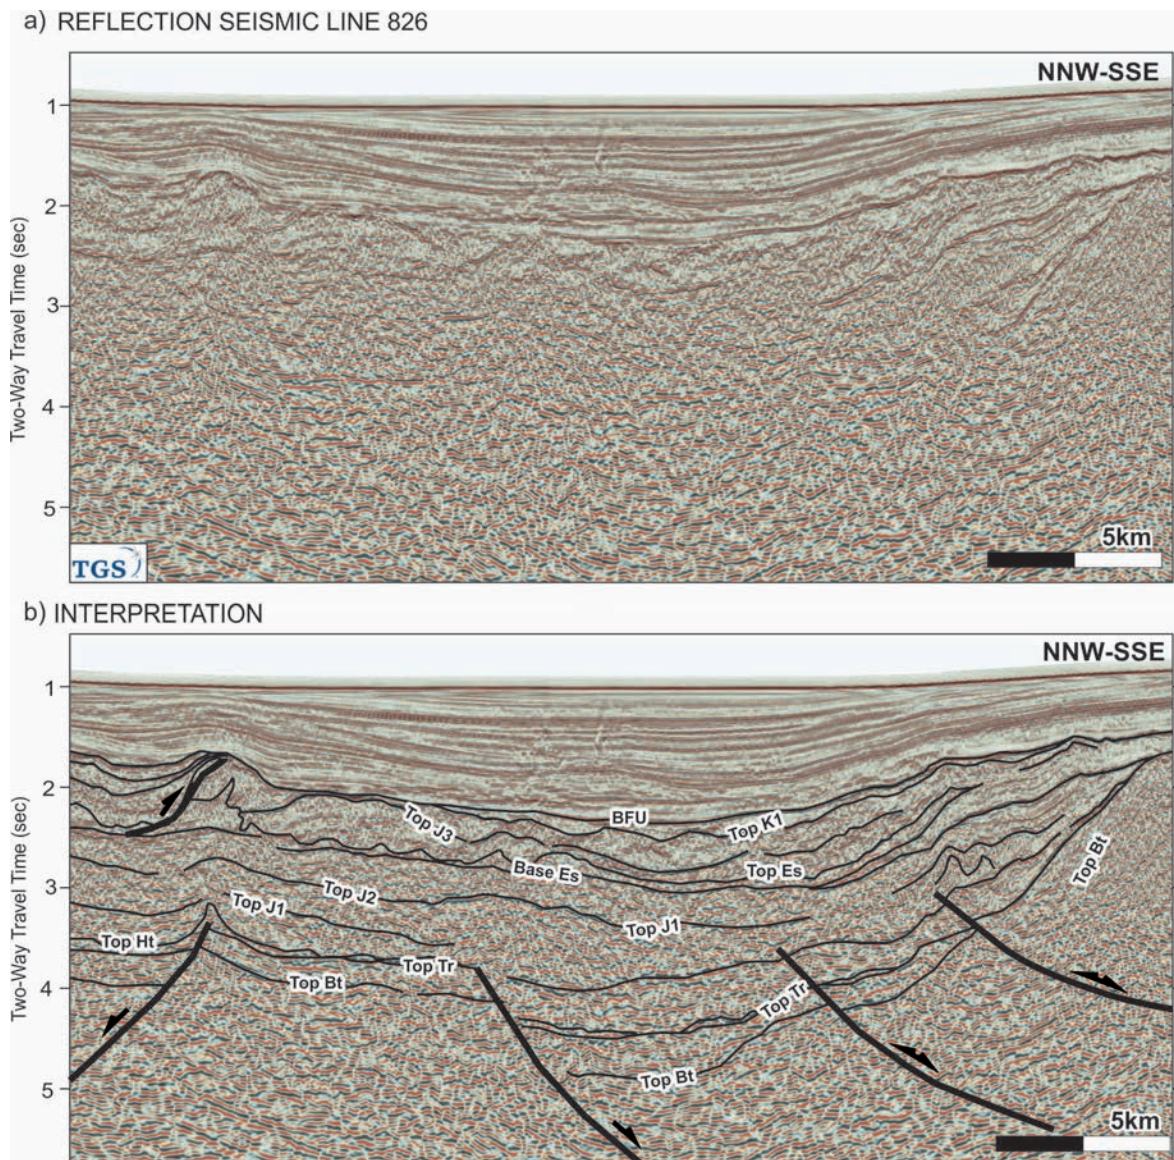 a) REFLECTION SEISMIC LINE 826
NNW-SSE
1
2
3
4
5
Two-Way Travel Time (sec)
5km
TGS
b) INTERPRETATION
NNW-SSE
1
2
3
4
5
Two-Way Travel Time (sec)
BFU
Top J3
Top K1
Base Es
Top Es
Top Bt
Top J2
Top J1
Top J1
Top Ht
Top Tr
Top Bt
Top Tr
Top Bt
5km